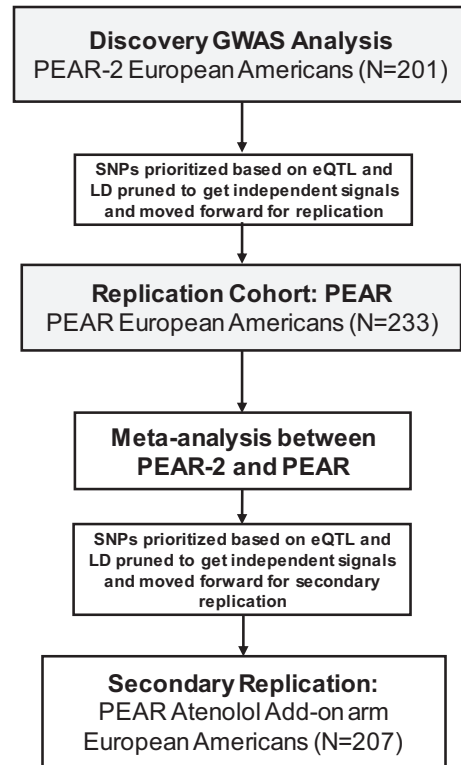 Discovery GWAS Analysis
PEAR-2 European Americans (N=201)
SNPs prioritized based on eQTL and
LD pruned to get independent signals
and moved forward for replication
Replication Cohort: PEAR
PEAR European Americans (N=233)
Meta-analysis between
PEAR-2 and PEAR
SNPs prioritized based on eQTL and
LD pruned to get independent signals
and moved forward for secondary
replication
Secondary Replication:
PEAR Atenolol Add-on arm
European Americans (N=207)